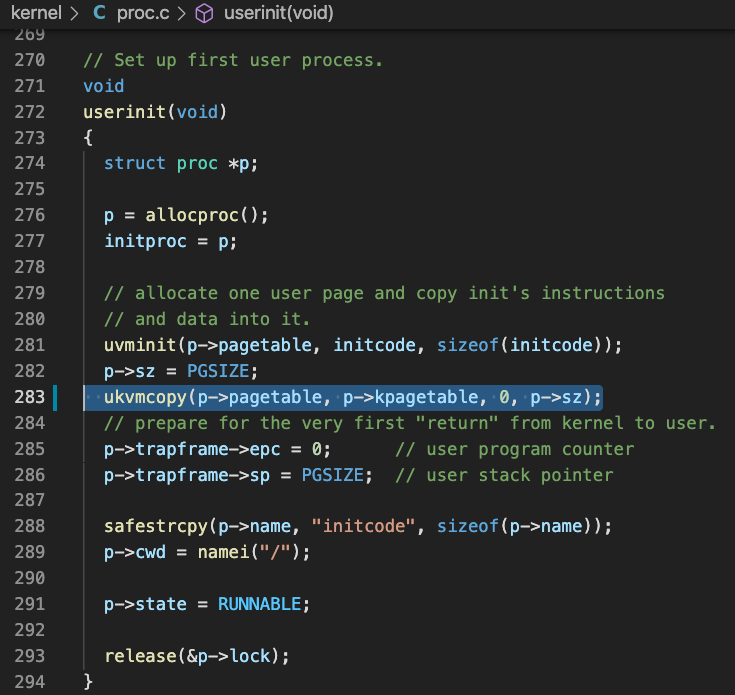 kernel > C proc.c > userinit(void)
269
270 // Set up first user process.
271 void
272 userinit(void)
273 {
274 struct proc *p;
275
276 p = allocproc();
277 initproc = p;
278
279 // allocate one user page and copy init's instructions
280 // and data into it.
281 uvminit(p->pagetable, initcode, sizeof(initcode));
282 p->sz = PGSIZE;
283 ukvmcopy(p->pagetable, p->kpagetable, 0, p->sz);
284 // prepare for the very first "return" from kernel to user.
285 p->trapframe->epc = 0; // user program counter
286 p->trapframe->sp = PGSIZE; // user stack pointer
287
288 safestrcpy(p->name, "initcode", sizeof(p->name));
289 p->cwd = namei("/");
290
291 p->state = RUNNABLE;
292
293 release(&p->lock);
294 }